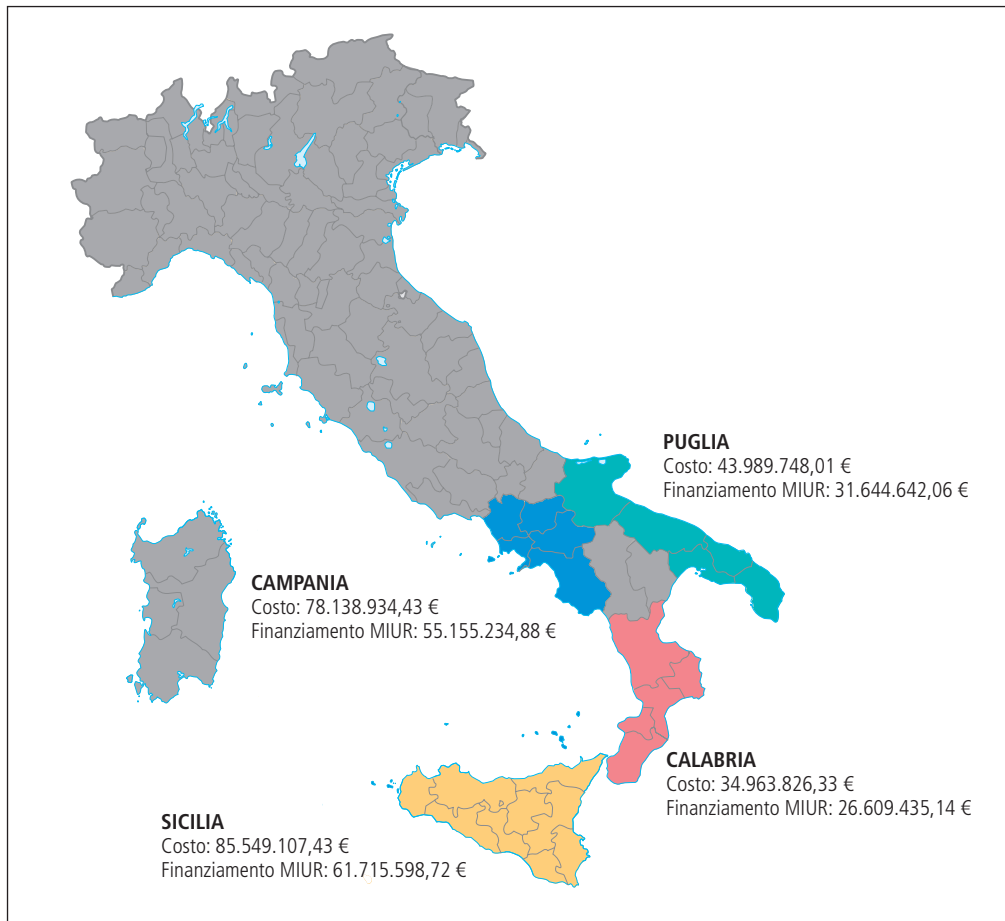 PUGLIA
Costo: 43.989.748,01 €
Finanziamento MIUR: 31.644.642,06 €
CAMPANIA
Costo: 78.138.934,43 €
Finanziamento MIUR: 55.155.234,88 €
CALABRIA
Costo: 34.963.826,33 €
Finanziamento MIUR: 26.609.435,14 €
SICILIA
Costo: 85.549.107,43 €
Finanziamento MIUR: 61.715.598,72 €